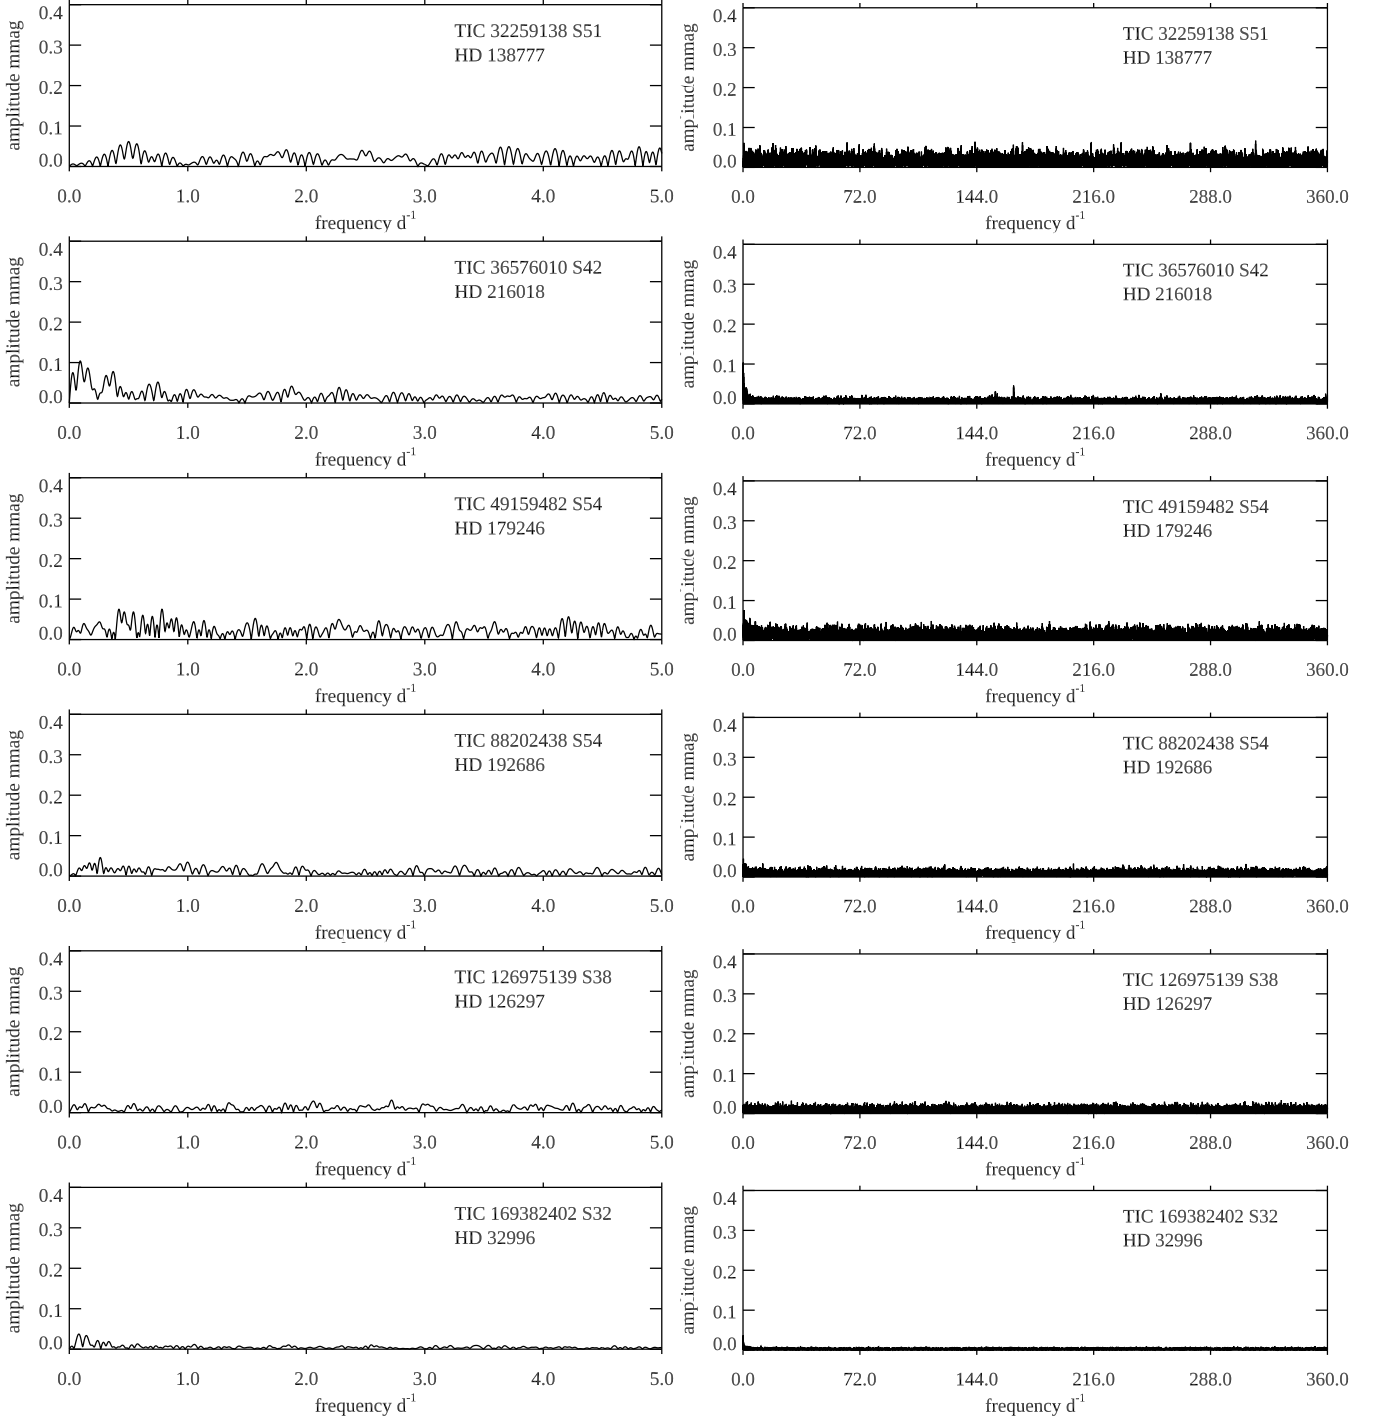 0.4
0.3
0.2
0.1
0.0
amplitude mmag
TIC 32259138 S51
HD 138777
0.0 1.0 2.0 3.0 4.0 5.0
frequency d-1
0.4
0.3
0.2
0.1
0.0
amplitude mmag
TIC 32259138 S51
HD 138777
0.0 72.0 144.0 216.0 288.0 360.0
frequency d-1
0.4
0.3
0.2
0.1
0.0
amplitude mmag
TIC 36576010 S42
HD 216018
0.0 1.0 2.0 3.0 4.0 5.0
frequency d-1
0.4
0.3
0.2
0.1
0.0
amplitude mmag
TIC 36576010 S42
HD 216018
0.0 72.0 144.0 216.0 288.0 360.0
frequency d-1
0.4
0.3
0.2
0.1
0.0
amplitude mmag
TIC 49159482 S54
HD 179246
0.0 1.0 2.0 3.0 4.0 5.0
frequency d-1
0.4
0.3
0.2
0.1
0.0
amplitude mmag
TIC 49159482 S54
HD 179246
0.0 72.0 144.0 216.0 288.0 360.0
frequency d-1
0.4
0.3
0.2
0.1
0.0
amplitude mmag
TIC 88202438 S54
HD 192686
0.0 1.0 2.0 3.0 4.0 5.0
frequency d-1
0.4
0.3
0.2
0.1
0.0
amplitude mmag
TIC 88202438 S54
HD 192686
0.0 72.0 144.0 216.0 288.0 360.0
frequency d-1
0.4
0.3
0.2
0.1
0.0
amplitude mmag
TIC 126975139 S38
HD 126297
0.0 1.0 2.0 3.0 4.0 5.0
frequency d-1
0.4
0.3
0.2
0.1
0.0
amplitude mmag
TIC 126975139 S38
HD 126297
0.0 72.0 144.0 216.0 288.0 360.0
frequency d-1
0.4
0.3
0.2
0.1
0.0
amplitude mmag
TIC 169382402 S32
HD 32996
0.0 1.0 2.0 3.0 4.0 5.0
frequency d-1
0.4
0.3
0.2
0.1
0.0
amplitude mmag
TIC 169382402 S32
HD 32996
0.0 72.0 144.0 216.0 288.0 360.0
frequency d-1